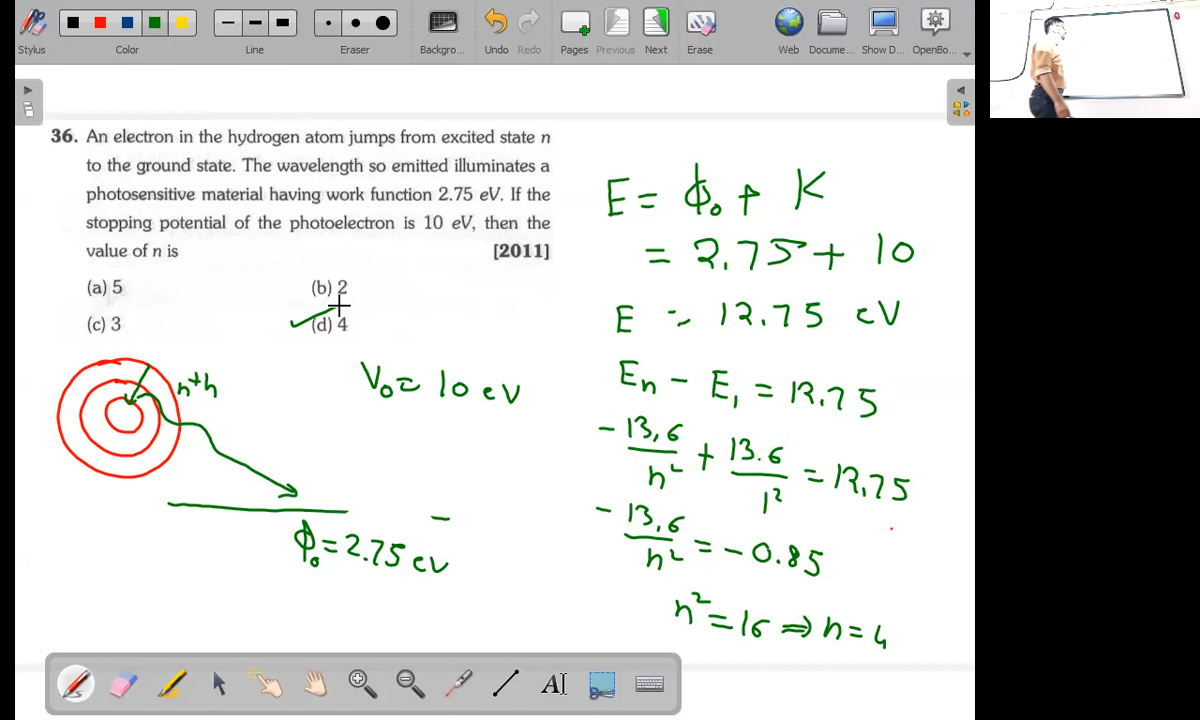 Stylus Color Line Eraser Backgro... Undo Redo Pages Previous Next Erase Web Docume... Show D... OpenBo...
36. An electron in the hydrogen atom jumps from excited state n
to the ground state. The wavelength so emitted illuminates a
photosensitive material having work function 2.75 eV. If the
stopping potential of the photoelectron is 10 eV, then the
value of n is [2011]
(a) 5 (b) 2
(c) 3 (d) 4
nth
V₀ = 10 eV
ϕ₀ = 2.75 eV
E = ϕ₀ + K
= 2.75 + 10
E = 12.75 eV
Eₙ - E₁ = 12.75
-13.6/n² + 13.6/1² = 12.75
-13.6/n² = -0.85
n² = 16 ⇒ n = 4
AI